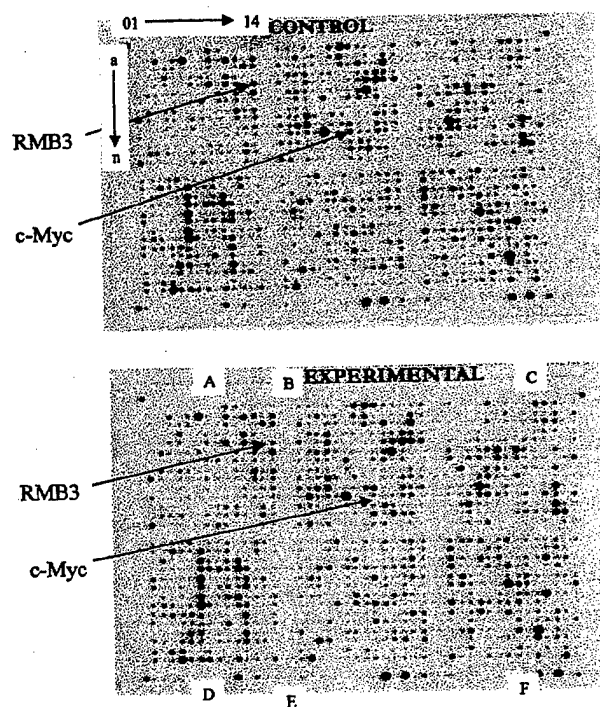 01 14
CONTROL
a
RMB3
n
c-Myc
A B EXPERIMENTAL C
RMB3
c-Myc
D E F